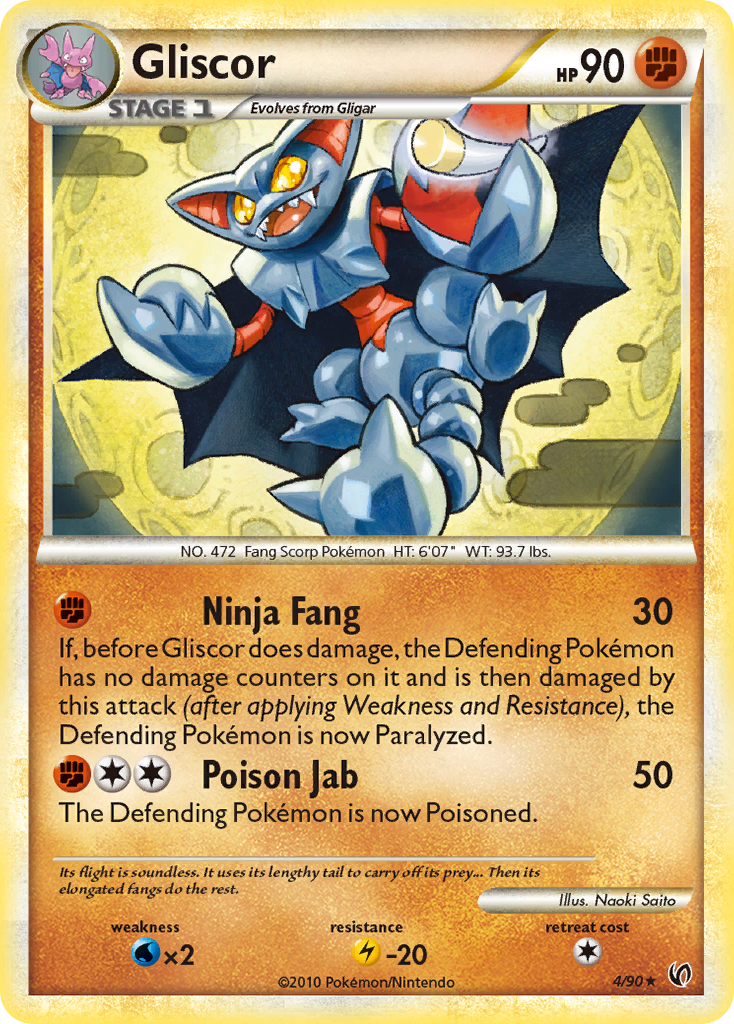 Gliscor
HP 90
STAGE 1
Evolves from Gligar
NO. 472 Fang Scorp Pokémon HT: 6'07" WT: 93.7 lbs.
Ninja Fang 30
If, before Gliscor does damage, the Defending Pokémon
has no damage counters on it and is then damaged by
this attack (after applying Weakness and Resistance), the
Defending Pokémon is now Paralyzed.
Poison Jab 50
The Defending Pokémon is now Poisoned.
Its flight is soundless. It uses its lengthy tail to carry off its prey... Then its
elongated fangs do the rest.
Illus. Naoki Saito
weakness resistance retreat cost
×2 -20
©2010 Pokémon/Nintendo 4/90★